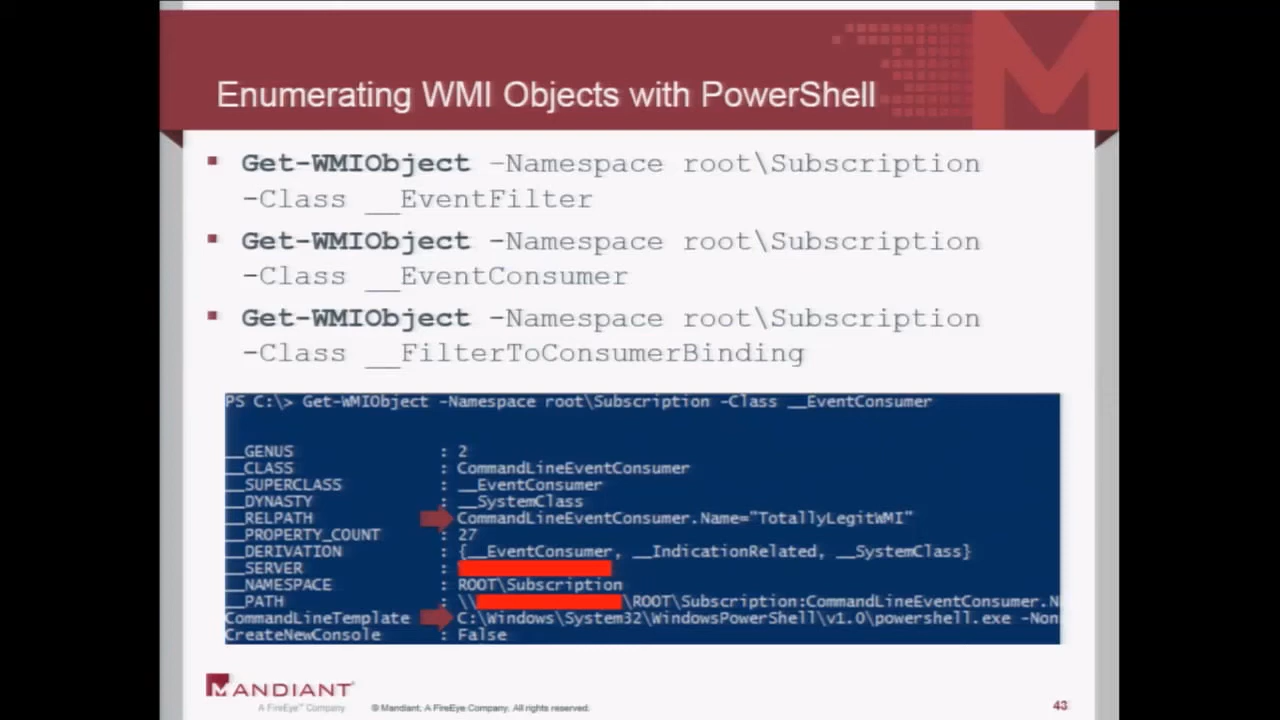 Enumerating WMI Objects with PowerShell
▪ Get-WMIObject –Namespace root\Subscription
-Class __EventFilter
▪ Get-WMIObject -Namespace root\Subscription
-Class __EventConsumer
▪ Get-WMIObject -Namespace root\Subscription
-Class __FilterToConsumerBinding
PS C:\> Get-WMIObject -Namespace root\Subscription -Class __EventConsumer
__GENUS : 2
__CLASS : CommandLineEventConsumer
__SUPERCLASS : __EventConsumer
__DYNASTY : __SystemClass
__RELPATH : CommandLineEventConsumer.Name="TotallyLegitWMI"
__PROPERTY_COUNT : 27
__DERIVATION : {__EventConsumer, __IndicationRelated, __SystemClass}
__SERVER :
__NAMESPACE : ROOT\Subscription
__PATH : \\ \ROOT\Subscription:CommandLineEventConsumer.N
CommandLineTemplate : C:\Windows\System32\WindowsPowerShell\v1.0\powershell.exe -Non
CreateNewConsole : False
MANDIANT®
A FireEye™ Company
© Mandiant, A FireEye Company. All rights reserved.
43